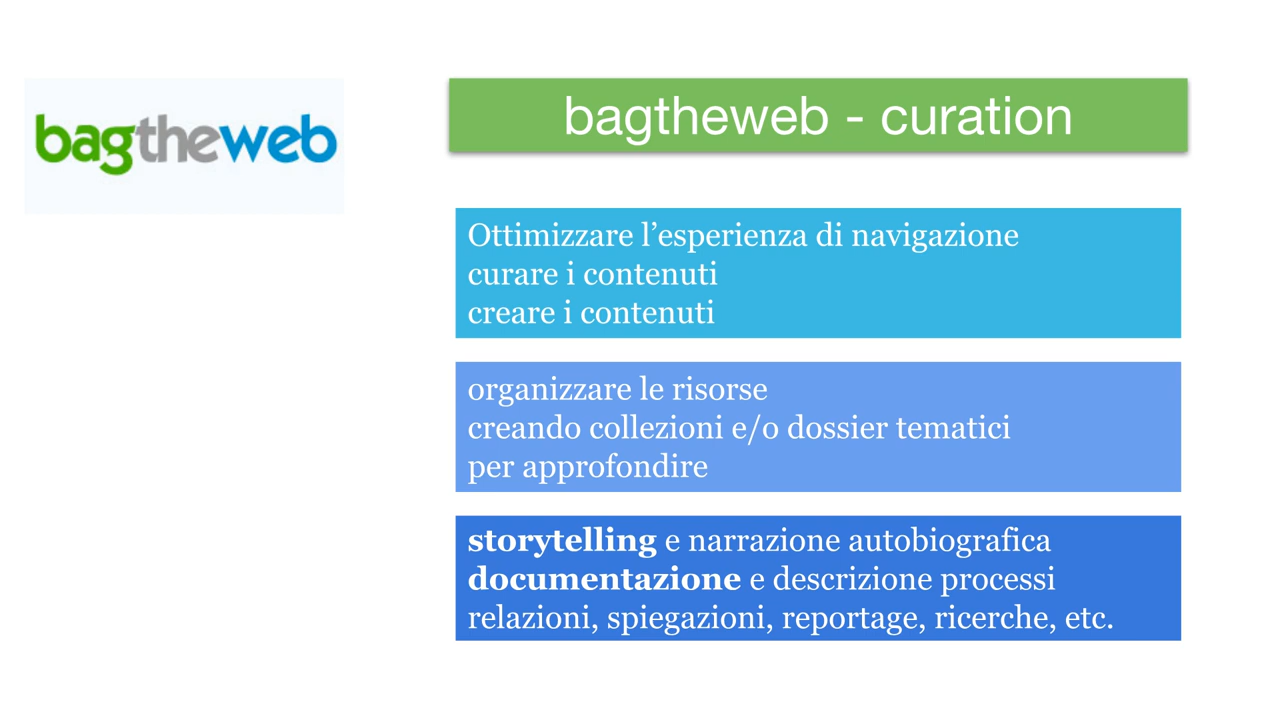 bagtheweb
bagtheweb - curation
Ottimizzare l’esperienza di navigazione
curare i contenuti
creare i contenuti
organizzare le risorse
creando collezioni e/o dossier tematici
per approfondire
storytelling e narrazione autobiografica
documentazione e descrizione processi
relazioni, spiegazioni, reportage, ricerche, etc.